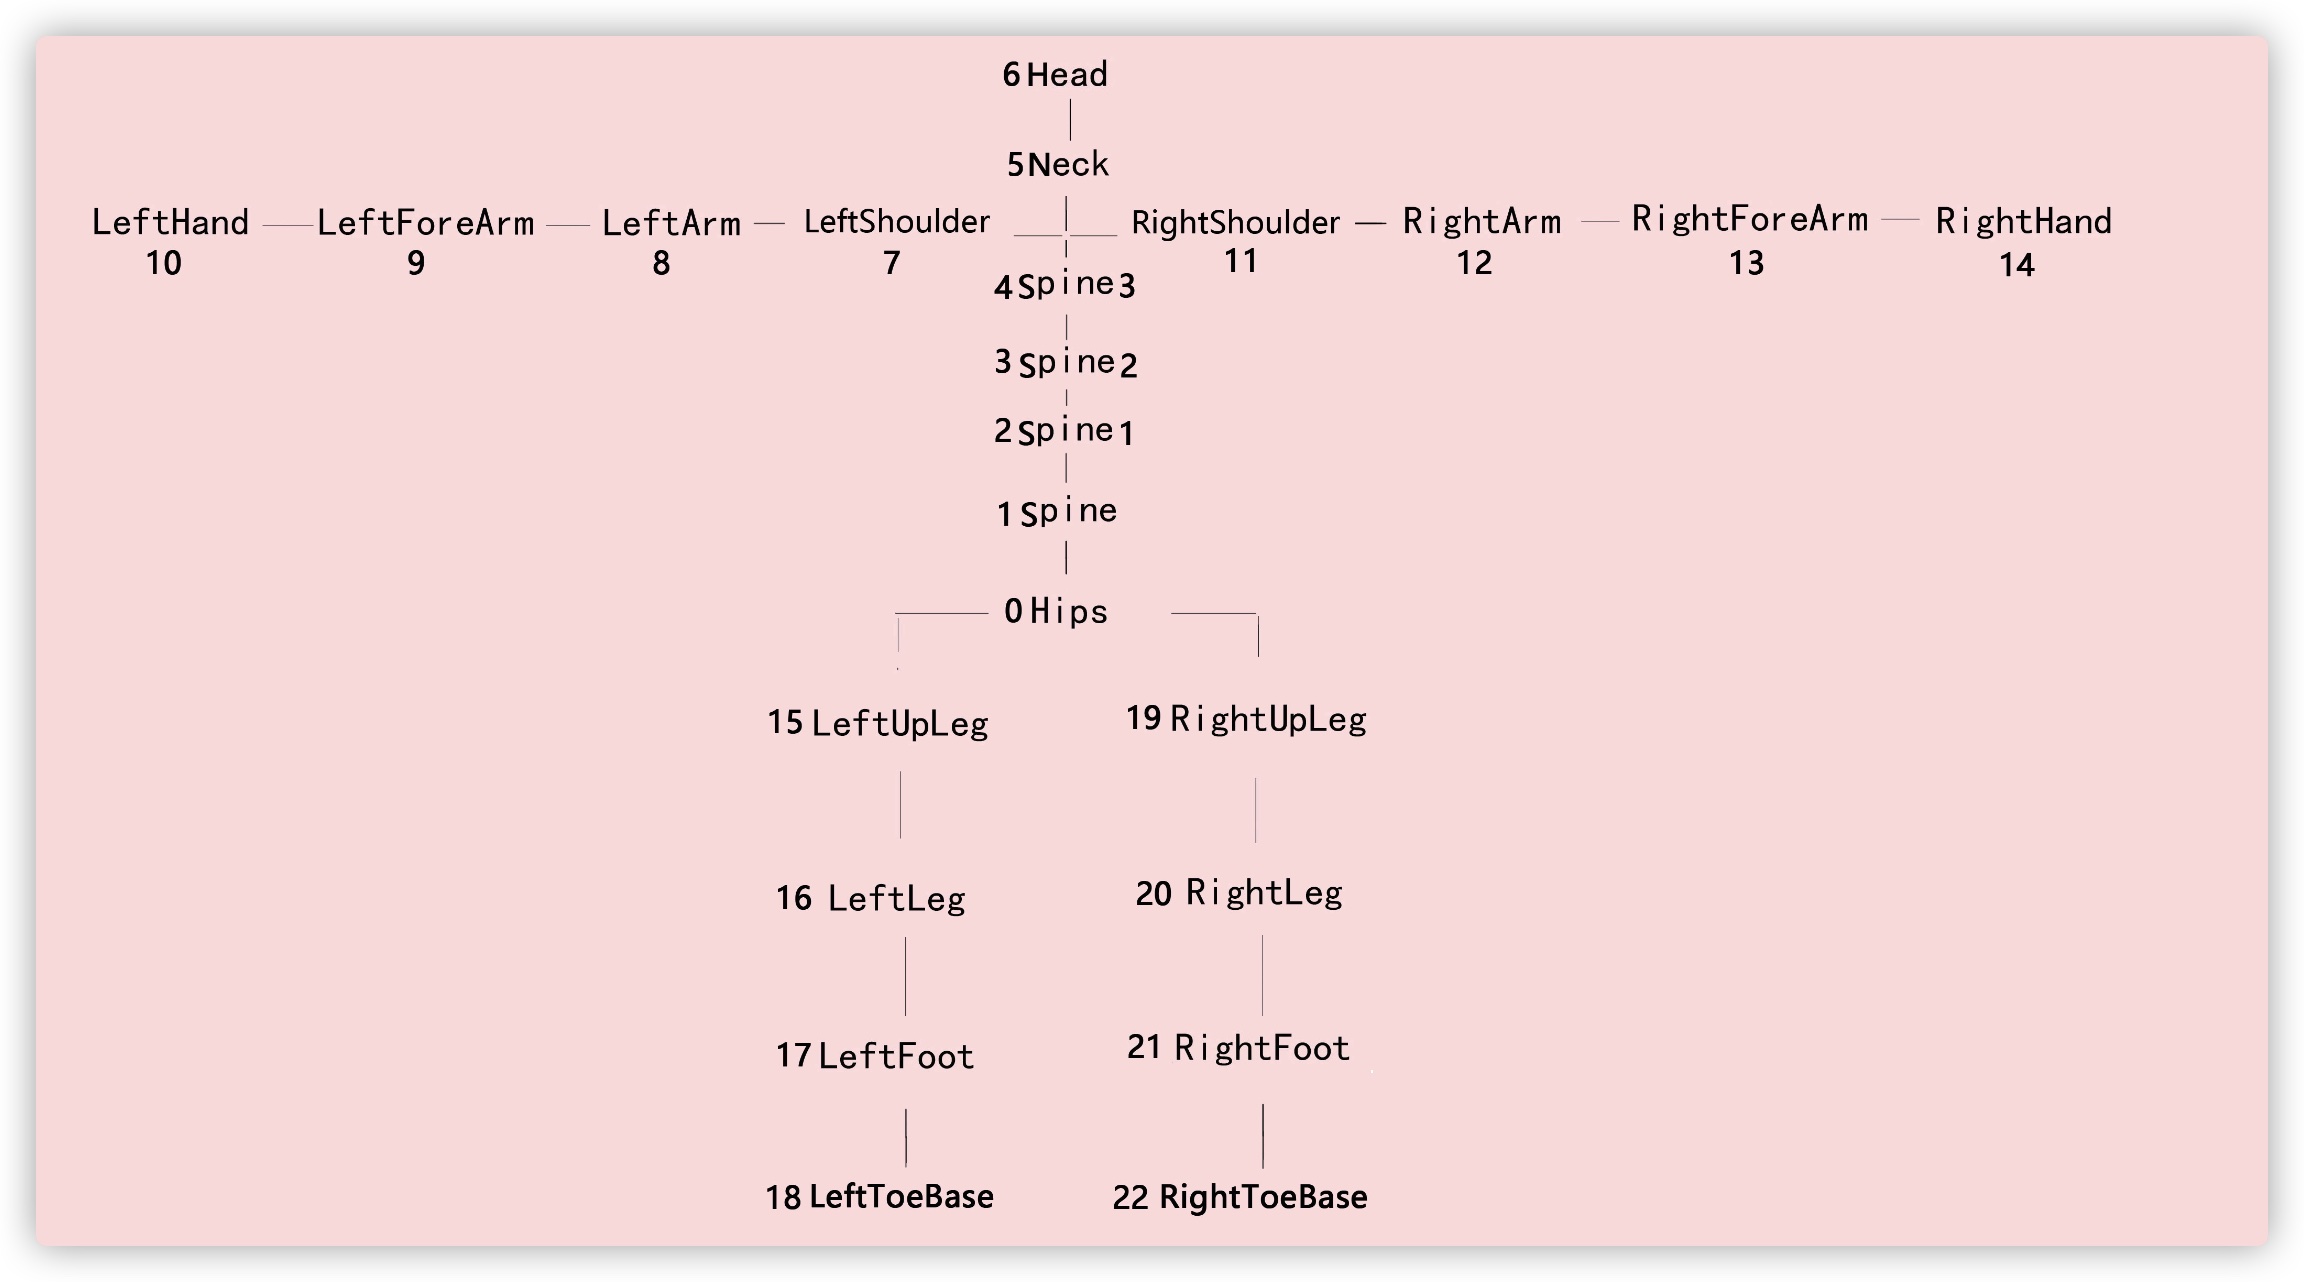 6 Head
5 Neck
LeftHand LeftForeArm LeftArm LeftShoulder RightShoulder RightArm RightForeArm RightHand
10 9 8 7 11 12 13 14
4 Spine3
3 Spine2
2 Spine1
1 Spine
0 Hips
15 LeftUpLeg 19 RightUpLeg
16 LeftLeg 20 RightLeg
17 LeftFoot 21 RightFoot
18 LeftToeBase 22 RightToeBase